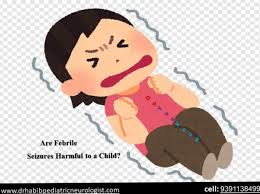 Are Febrile
Seizures Harmful to a Child?
www.drhabibpediatricneurologist.com
cell: 9391138499